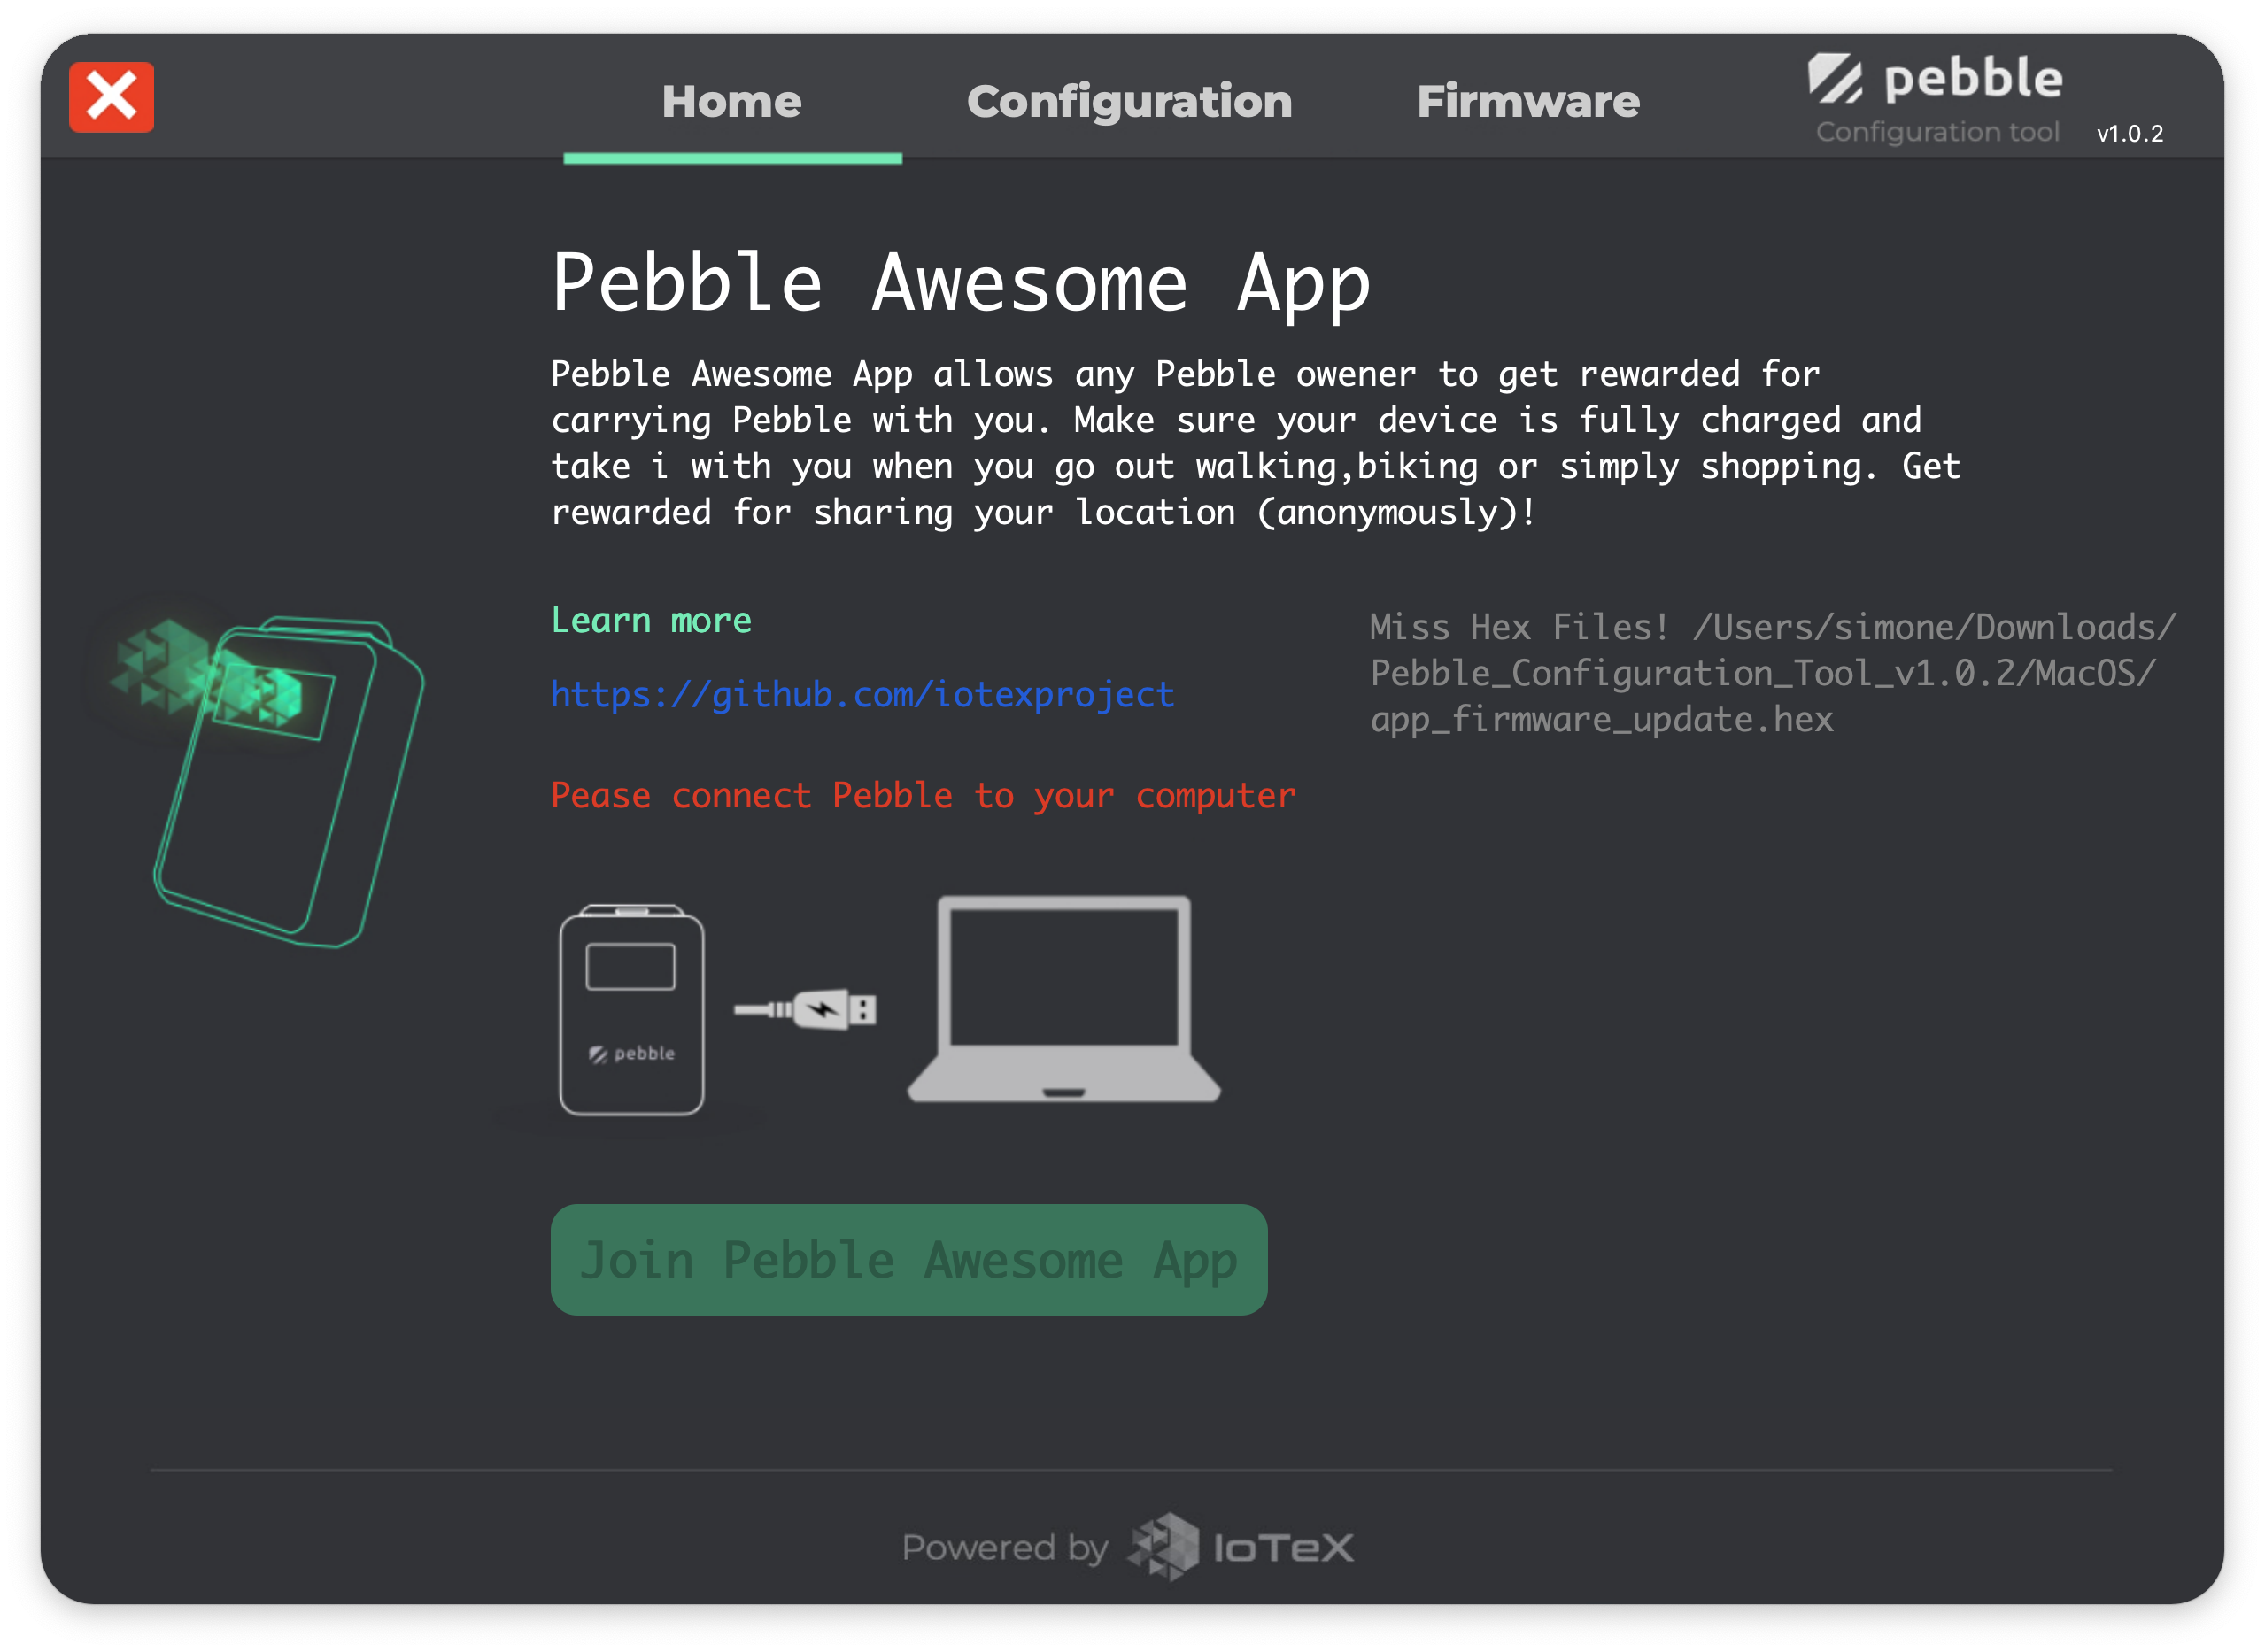 Home
Configuration
Firmware
pebble
Configuration tool
v1.0.2
Pebble Awesome App
Pebble Awesome App allows any Pebble owener to get rewarded for
carrying Pebble with you. Make sure your device is fully charged and
take i with you when you go out walking,biking or simply shopping. Get
rewarded for sharing your location (anonymously)!
Learn more
https://github.com/iotexproject
Miss Hex Files! /Users/simone/Downloads/
Pebble_Configuration_Tool_v1.0.2/MacOS/
app_firmware_update.hex
Pease connect Pebble to your computer
pebble
Join Pebble Awesome App
Powered by IoTeX